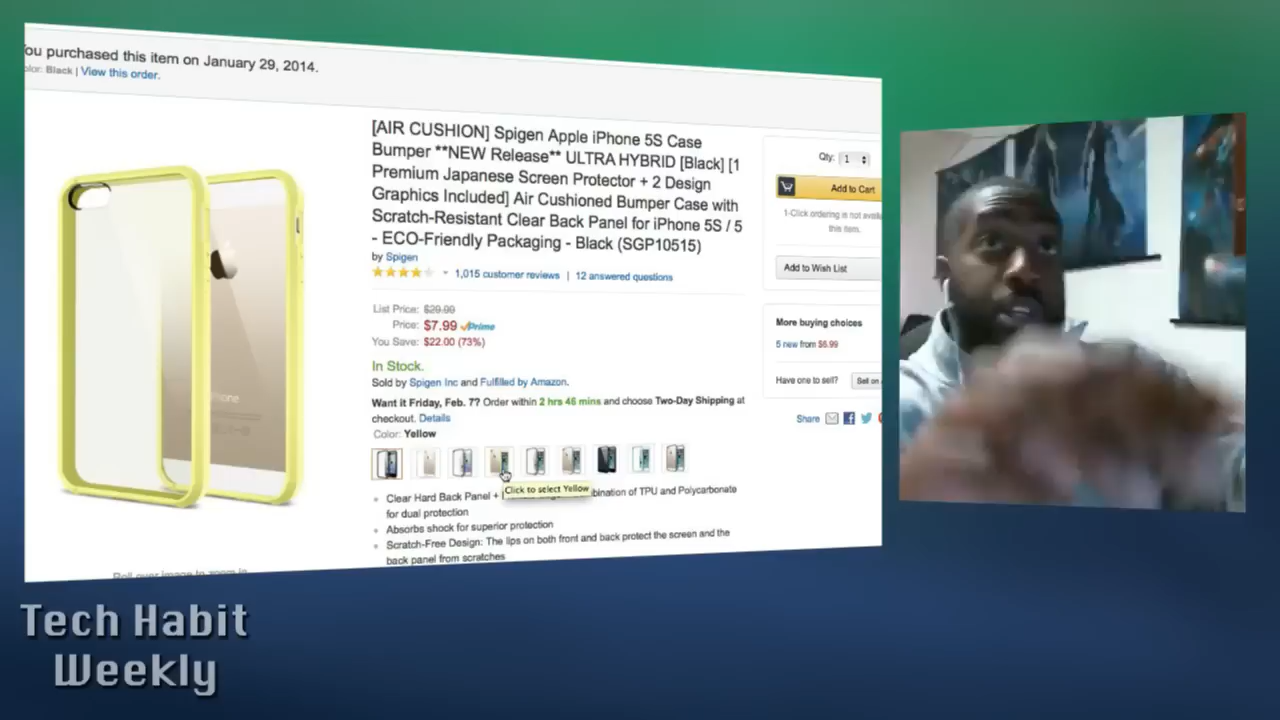 ou purchased this item on January 29, 2014.
olor: Black | View this order.
[AIR CUSHION] Spigen Apple iPhone 5S Case
Bumper **NEW Release** ULTRA HYBRID [Black] [1
Premium Japanese Screen Protector + 2 Design
Graphics Included] Air Cushioned Bumper Case with
Scratch-Resistant Clear Back Panel for iPhone 5S / 5
- ECO-Friendly Packaging - Black (SGP10515)
by Spigen
1,015 customer reviews | 12 answered questions
List Price: $29.99
Price: $7.99 Prime
You Save: $22.00 (73%)
In Stock.
Sold by Spigen Inc and Fulfilled by Amazon.
Want it Friday, Feb. 7? Order within 2 hrs 46 mins and choose Two-Day Shipping at
checkout. Details
Color: Yellow
Click to select Yellow
• Clear Hard Back Panel + bination of TPU and Polycarbonate
for dual protection
• Absorbs shock for superior protection
• Scratch-Free Design: The lips on both front and back protect the screen and the
back panel from scratches
Roll over image to zoom in
Qty: 1
Add to Cart
1-Click ordering is not availa
this item.
Add to Wish List
More buying choices
5 new from $6.99
Have one to sell? Sell on
Share
Tech Habit
Weekly